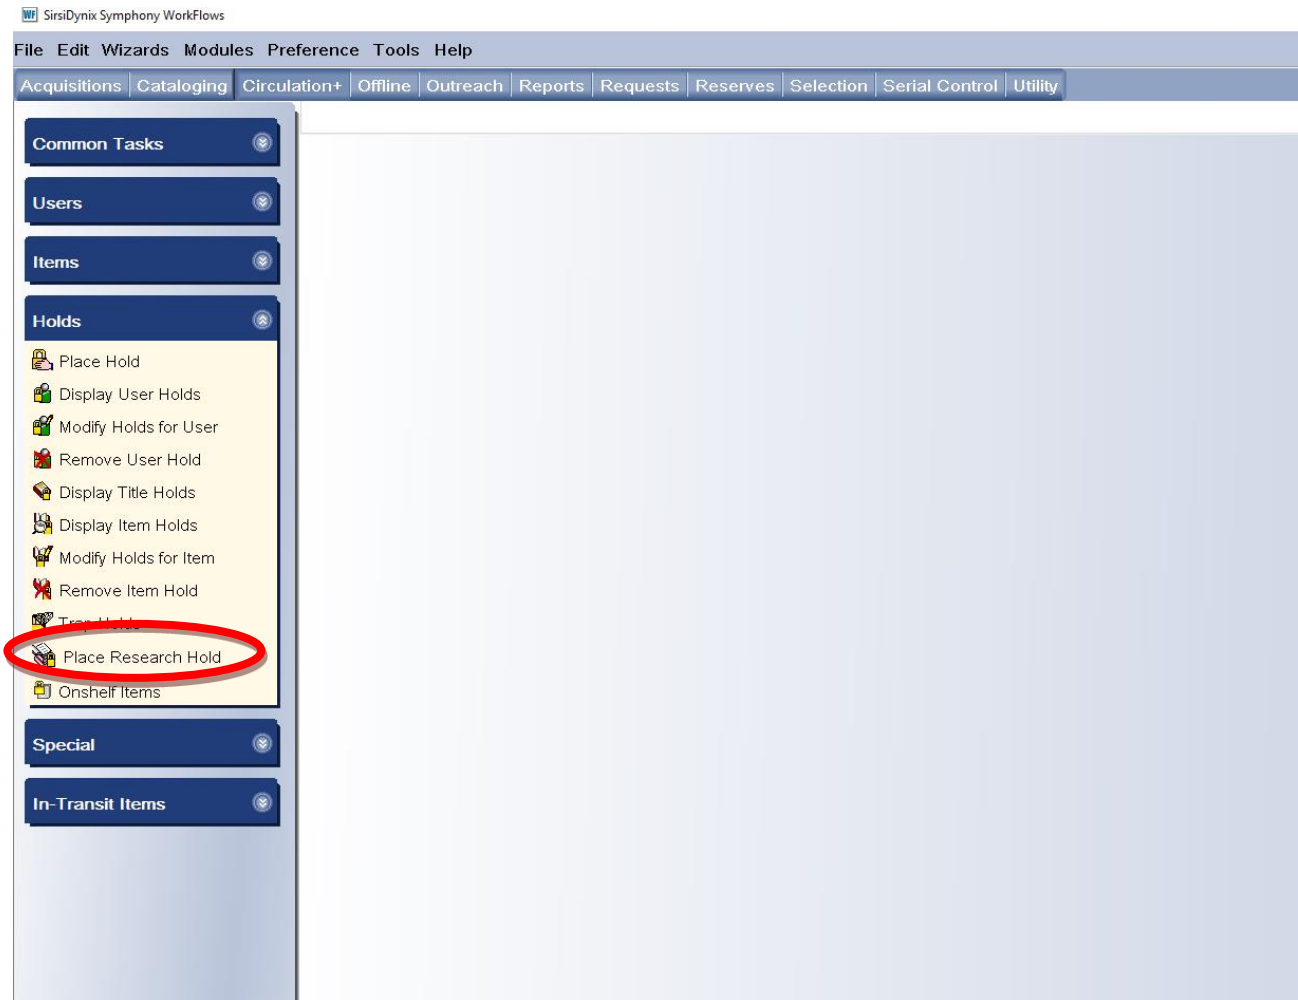 WF SirsiDynix Symphony WorkFlows
File Edit Wizards Modules Preference Tools Help
Acquisitions Cataloging Circulation+ Offline Outreach Reports Requests Reserves Selection Serial Control Utility
Common Tasks
Users
Items
Holds
Place Hold
Display User Holds
Modify Holds for User
Remove User Hold
Display Title Holds
Display Item Holds
Modify Holds for Item
Remove Item Hold
Trap Holds
Place Research Hold
Onshelf Items
Special
In-Transit Items